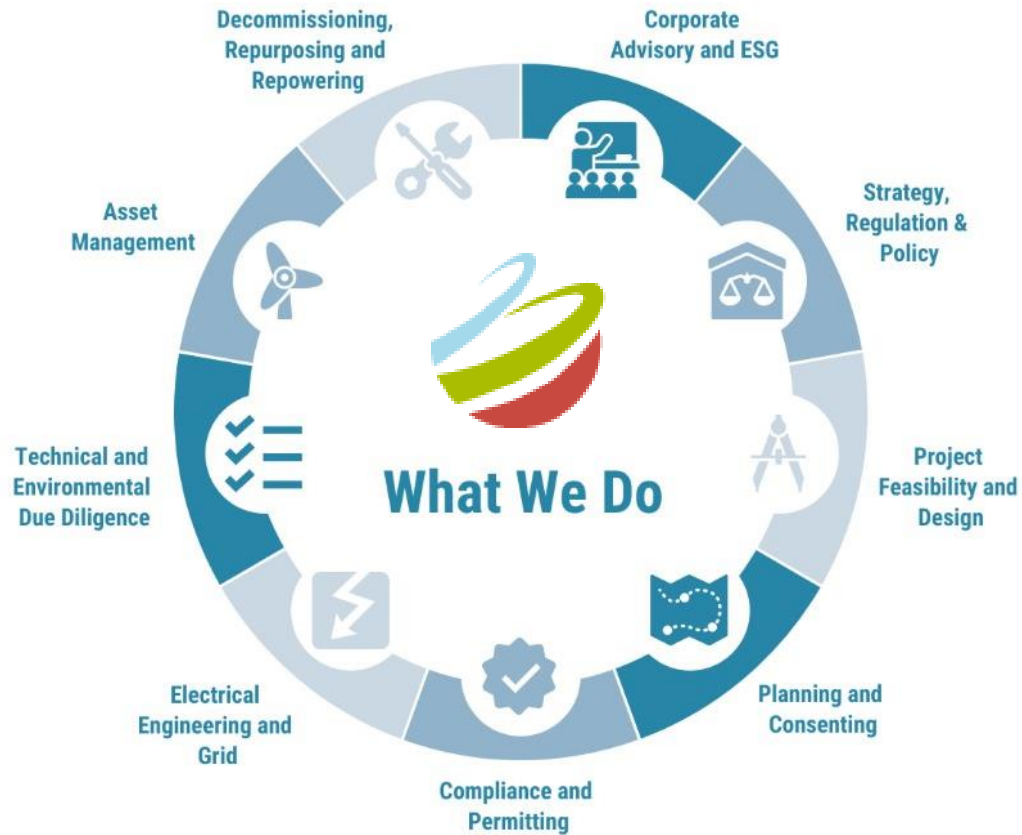 Decommissioning,
Repurposing and
Repowering
Corporate
Advisory and ESG
Strategy,
Regulation &
Policy
Asset
Management
Project
Feasibility and
Design
Technical and
Environmental
Due Diligence
What We Do
Planning and
Consenting
Electrical
Engineering and
Grid
Compliance and
Permitting